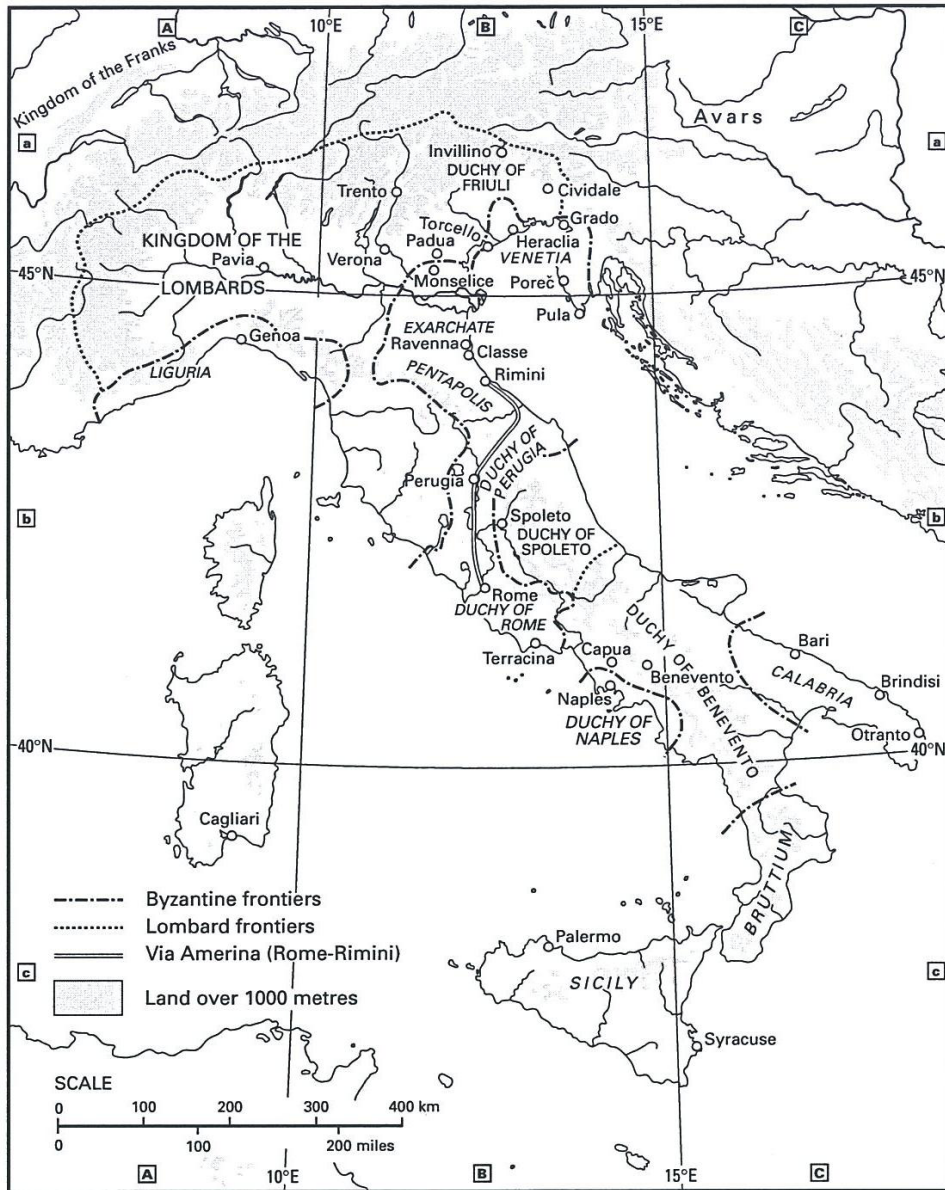 A
10°E
B
15°E
C
Kingdom of the Franks
Avars
a
a
Invillino
DUCHY OF
FRIULI
Trento
Cividale
Grado
Torcello
Heraclia
Padua
VENETIA
KINGDOM OF THE
Pavia
Verona
45°N
45°N
Monselice
Poreč
LOMBARDS
Pula
EXARCHATE
Genoa
Ravenna
Classe
LIGURIA
PENTAPOLIS
Rimini
DUCHY OF
PERUGIA
Perugia
b
b
Spoleto
DUCHY OF
SPOLETO
Rome
DUCHY OF
ROME
DUCHY OF BENEVENTO
Terracina
Capua
Bari
Benevento
CALABRIA
Brindisi
Naples
DUCHY OF
NAPLES
Otranto
40°N
40°N
Cagliari
BRUTTIUM
Byzantine frontiers
Lombard frontiers
Via Amerina (Rome-Rimini)
Palermo
c
c
SICILY
Land over 1000 metres
Syracuse
SCALE
0 100 200 300 400 km
0 100 200 miles
A
10°E
B
15°E
C